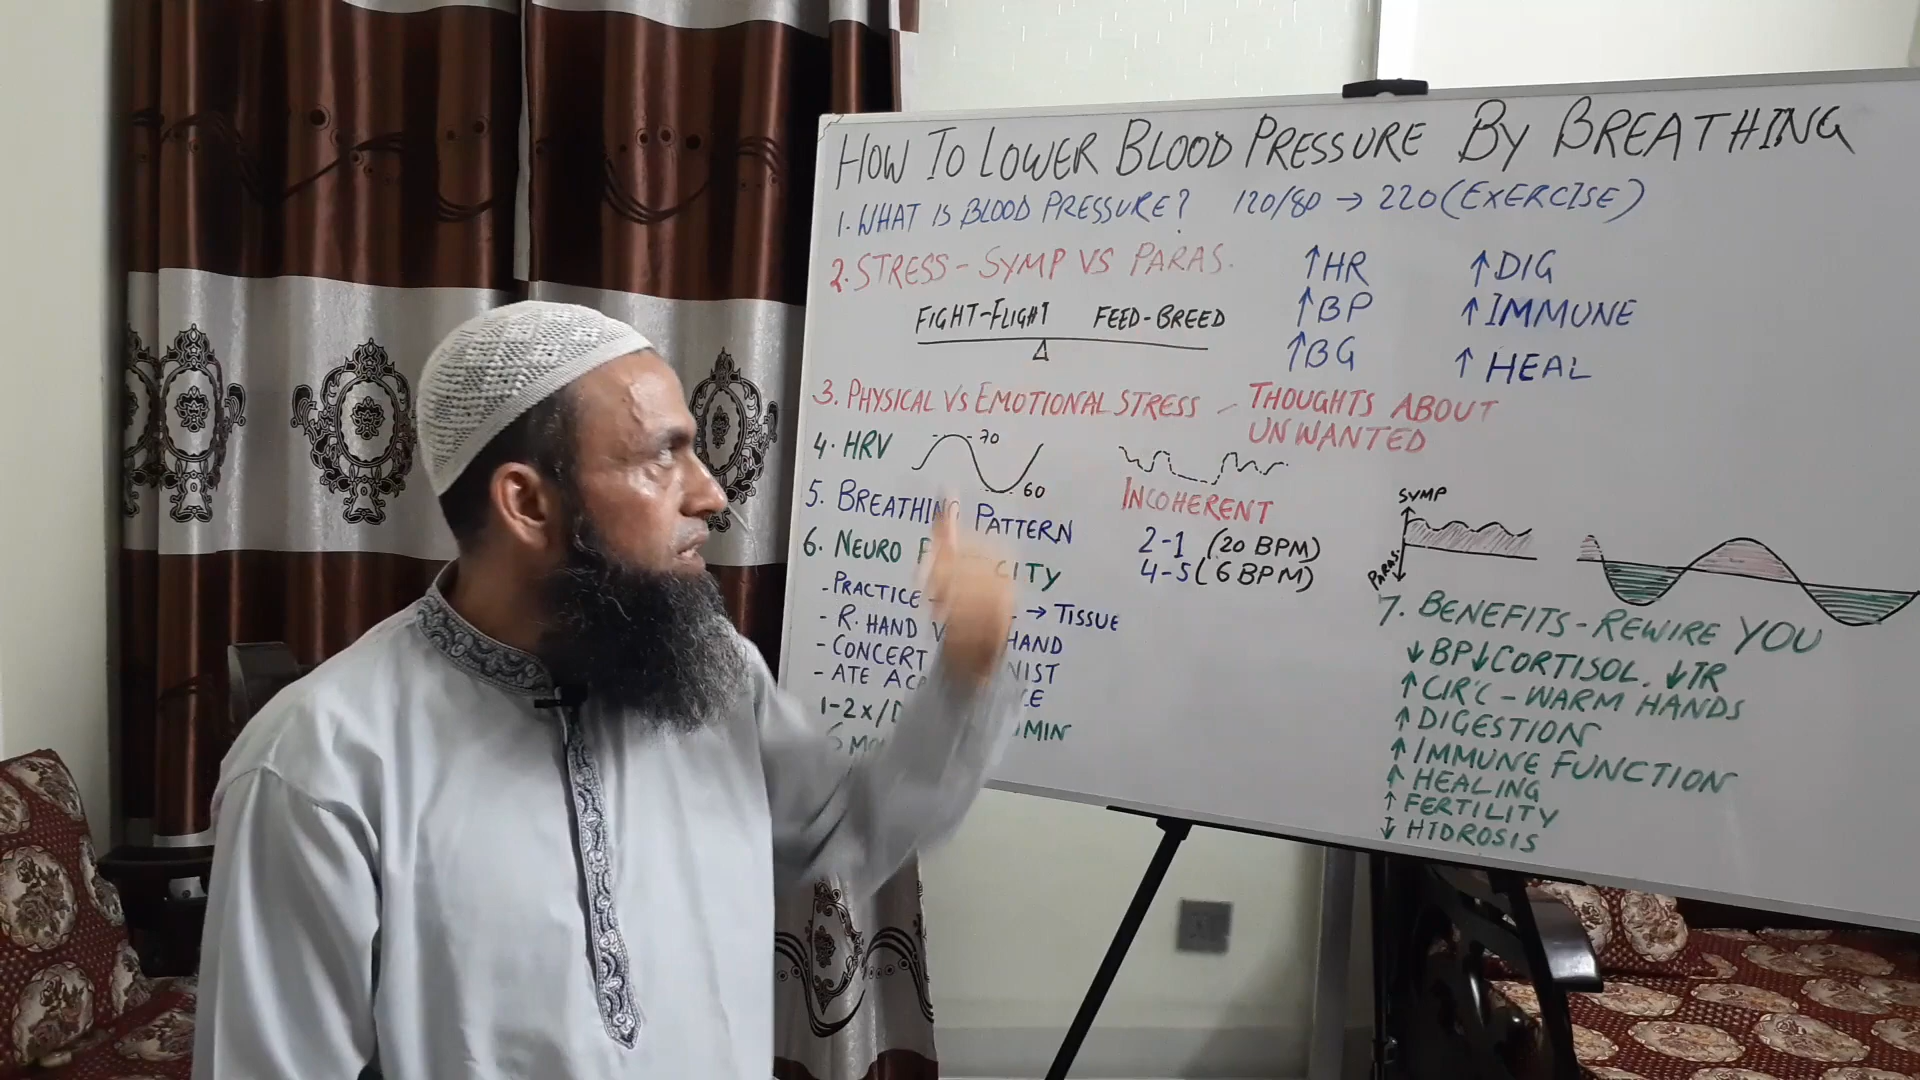 HOW TO LOWER BLOOD PRESSURE BY BREATHING
1. WHAT IS BLOOD PRESSURE? 120/80 → 220 (EXERCISE)
2. STRESS - SYMP VS PARAS.
FIGHT-FLIGHT FEED-BREED
↑HR ↑DIG
↑BP ↑IMMUNE
↑BG ↑HEAL
3. PHYSICAL VS EMOTIONAL STRESS - THOUGHTS ABOUT
UNWANTED
4. HRV 70
60
INCOHERENT
5. BREATHING PATTERN
2-1 (20 BPM)
4-5 (6 BPM)
SYMP
PARAS.
6. NEURO CITY
- PRACTICE - → TISSUE
- R. HAND V HAND
- CONCERT NIST
- ATE
1-2X/ MIN
7. BENEFITS - REWIRE YOU
↓BP ↓CORTISOL. ↓IR
↑CIR'C - WARM HANDS
↑DIGESTION
↑IMMUNE FUNCTION
↑HEALING
↑FERTILITY
↓HIDROSIS